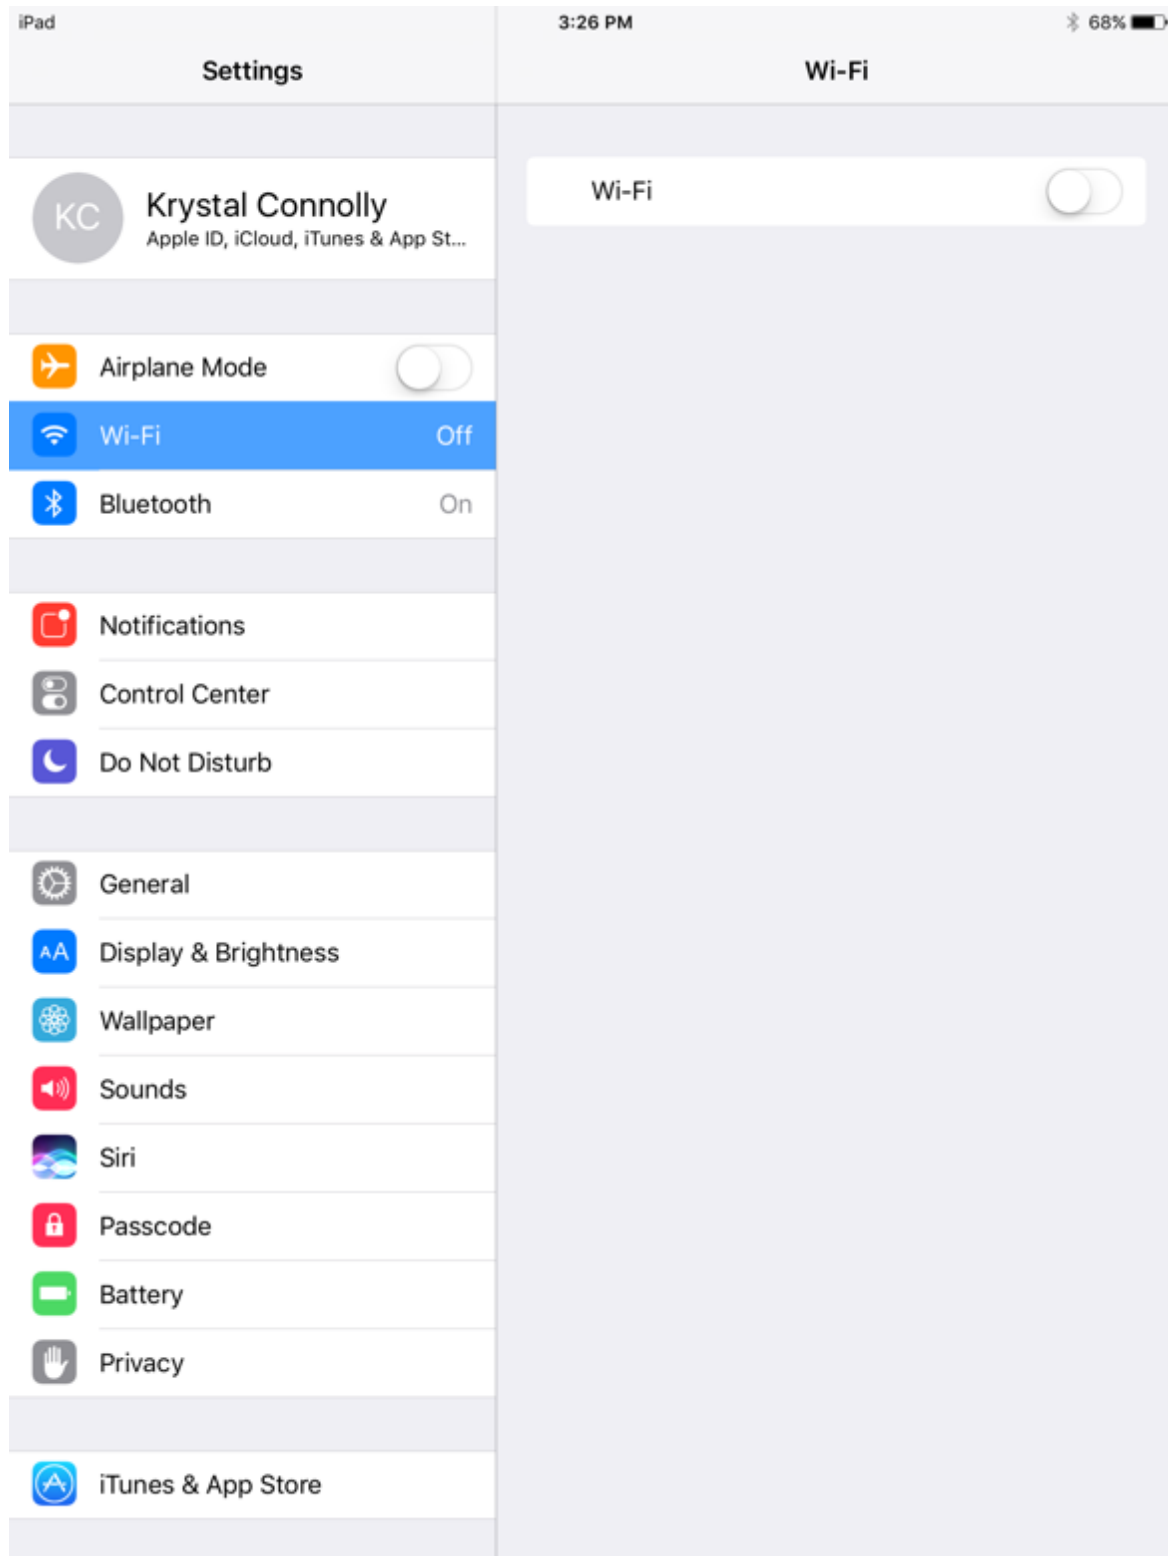 iPad
3:26 PM
68%
Settings
Wi-Fi
KC
Krystal Connolly
Apple ID, iCloud, iTunes & App St...
Airplane Mode
Wi-Fi Off
Bluetooth On
Notifications
Control Center
Do Not Disturb
General
AA Display & Brightness
Wallpaper
Sounds
Siri
Passcode
Battery
Privacy
iTunes & App Store
Wi-Fi